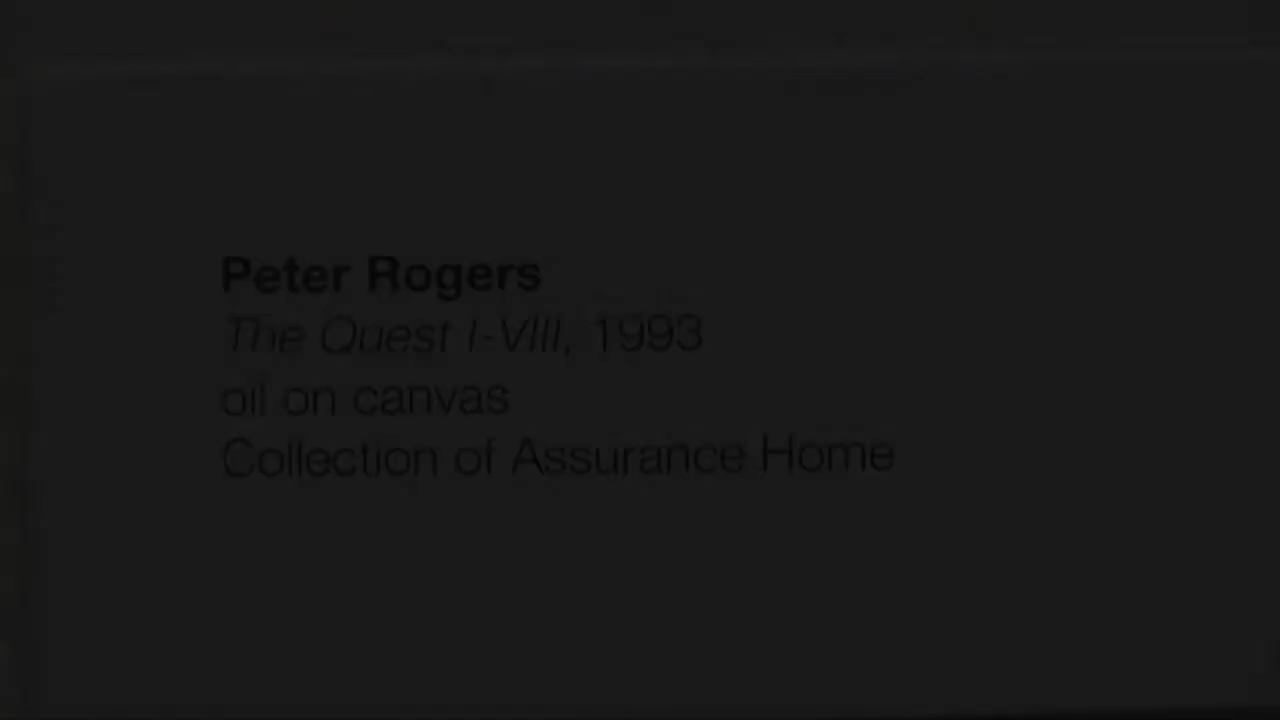 Peter Rogers
The Quest I-VIII, 1993
oil on canvas
Collection of Assurance Home